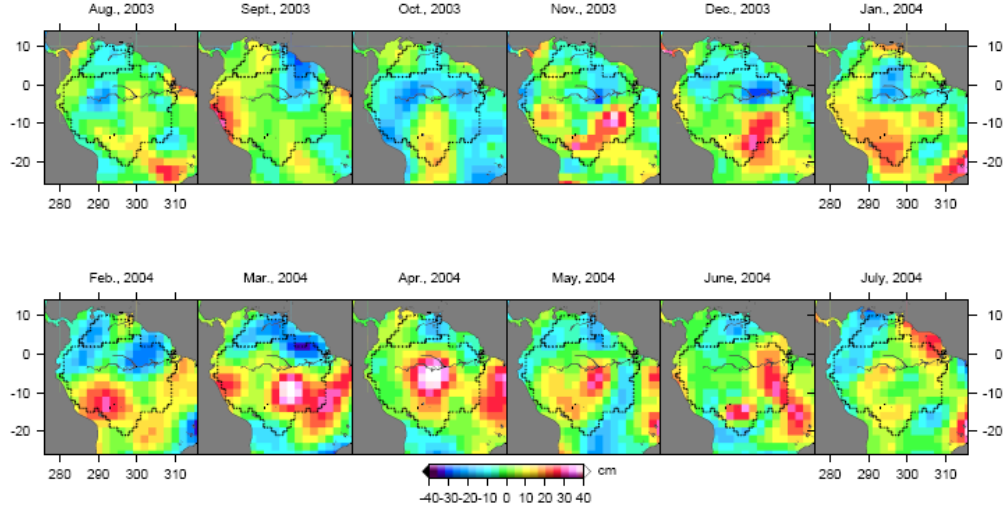 Aug., 2003 Sept., 2003 Oct., 2003 Nov., 2003 Dec., 2003 Jan., 2004
10 10
0 0
-10 -10
-20 -20
280 290 300 310 280 290 300 310
Feb., 2004 Mar., 2004 Apr., 2004 May, 2004 June, 2004 July, 2004
10 10
0 0
-10 -10
-20 -20
280 290 300 310 280 290 300 310
cm
-40-30-20-10 0 10 20 30 40